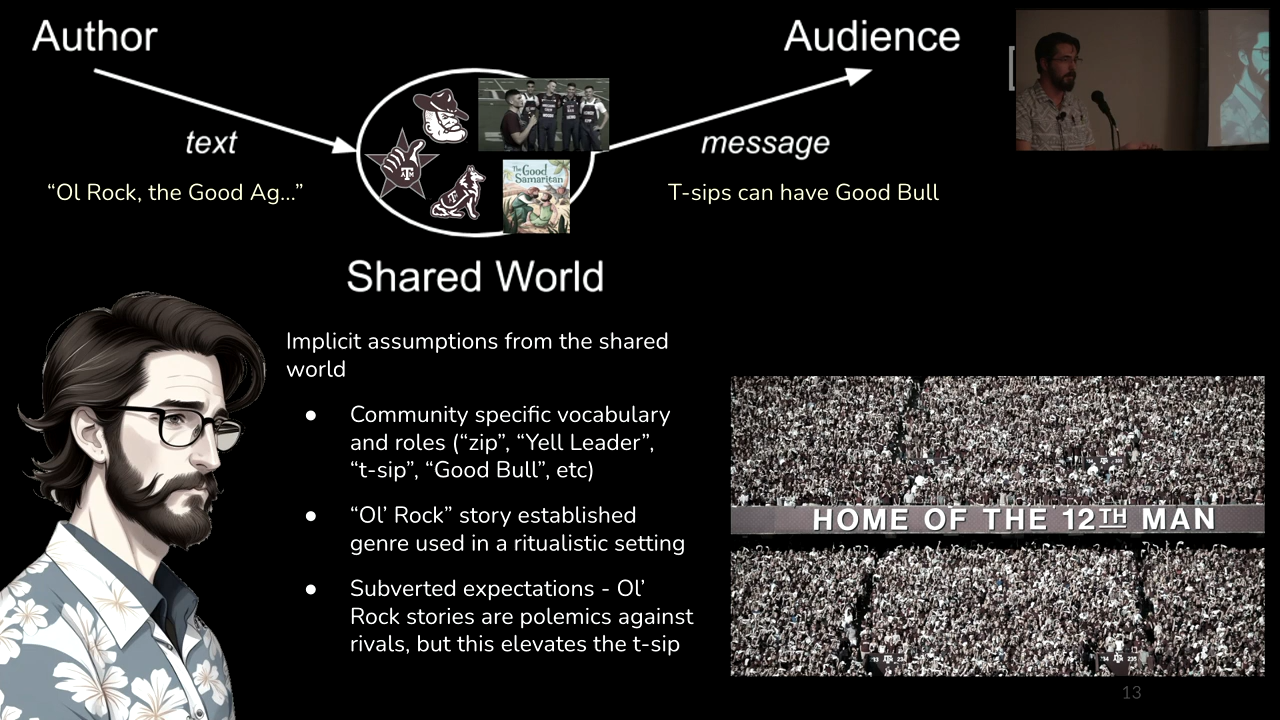 Author
Audience
text
message
“Ol Rock, the Good Ag...”
T-sips can have Good Bull
The Good
Samaritan
Shared World
Implicit assumptions from the shared
world
● Community specific vocabulary
and roles (“zip”, “Yell Leader”,
“t-sip”, “Good Bull”, etc)
● “Ol’ Rock” story established
genre used in a ritualistic setting
● Subverted expectations - Ol’
Rock stories are polemics against
rivals, but this elevates the t-sip
HOME OF THE 12TH MAN
13